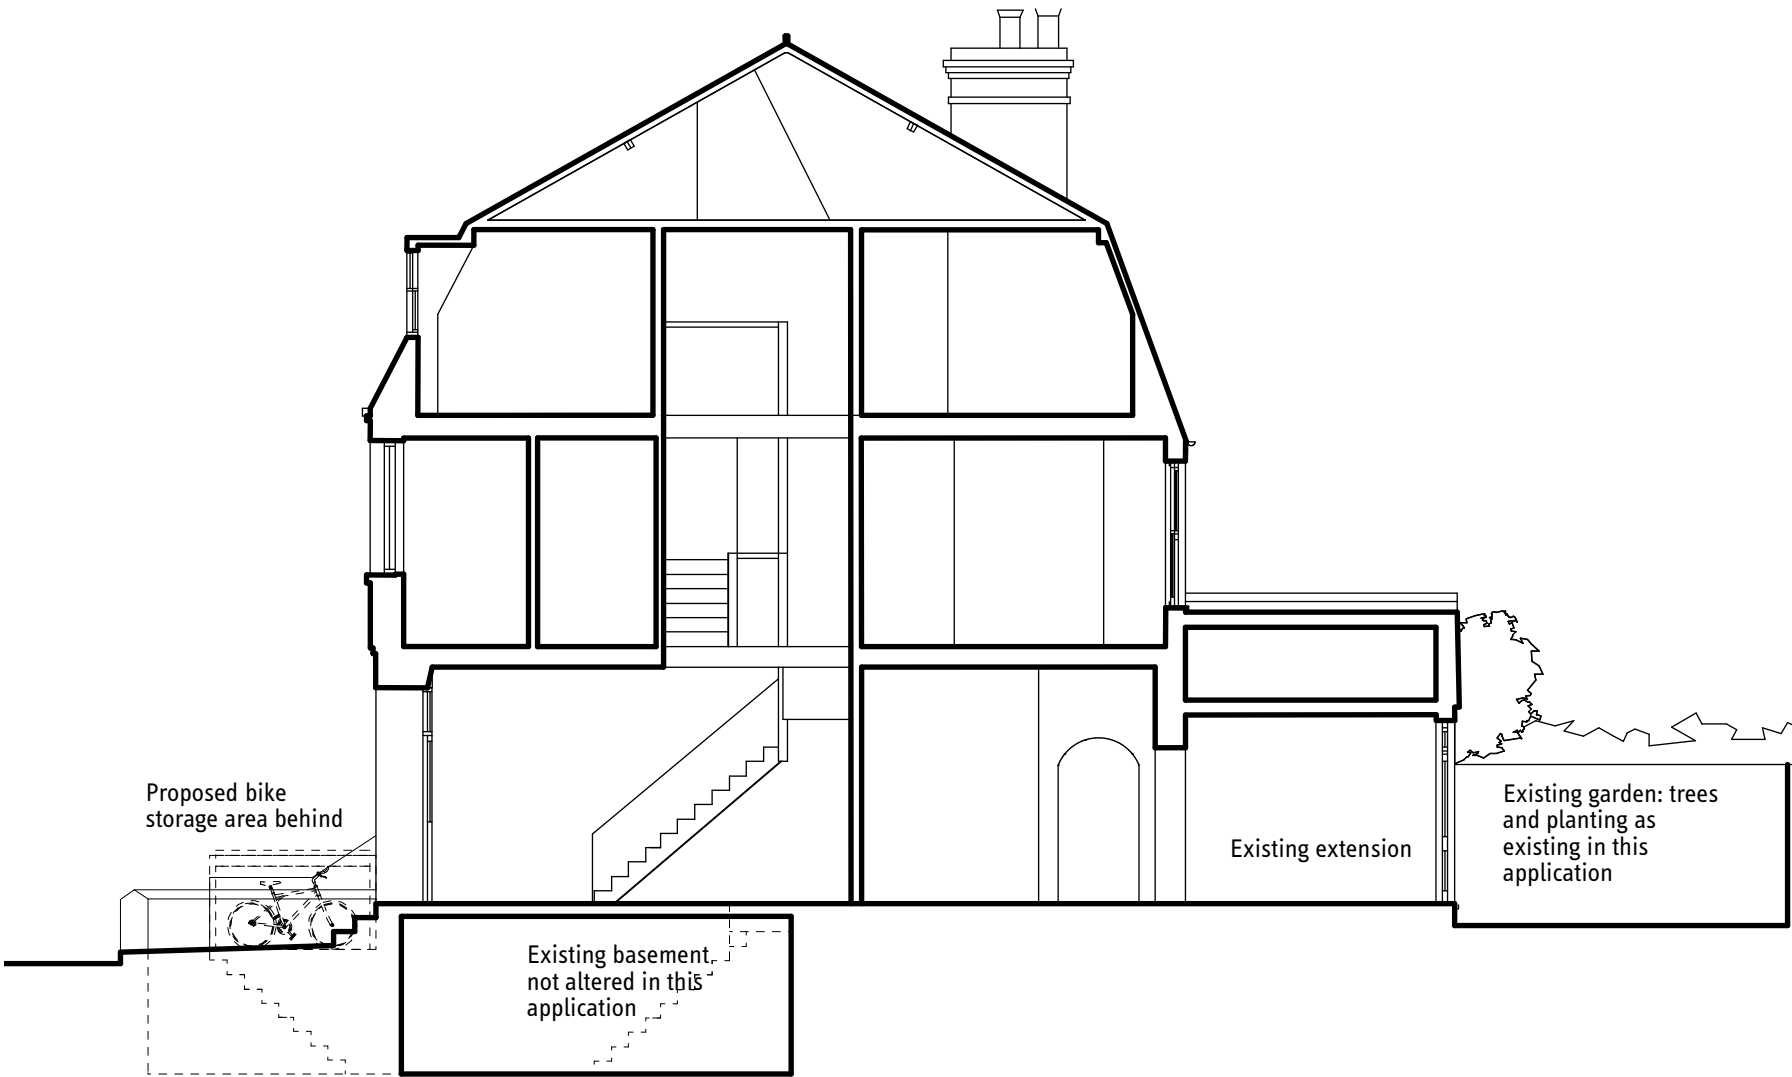 Proposed bike
storage area behind
Existing basement
not altered in this
application
Existing extension
Existing garden: trees
and planting as
existing in this
application